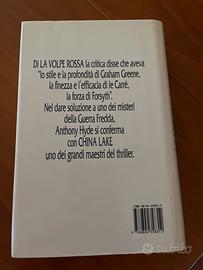 Di LA VOLPE ROSSA la critica disse che aveva
"lo stile e la profondità di Graham Greene,
la finezza e l'efficacia di le Carré,
la forza di Forsyth".
Nel dare soluzione a uno dei misteri
della Guerra Fredda,
Anthony Hyde si conferma
con CHINA LAKE
uno dei grandi maestri del thriller.
subito.it